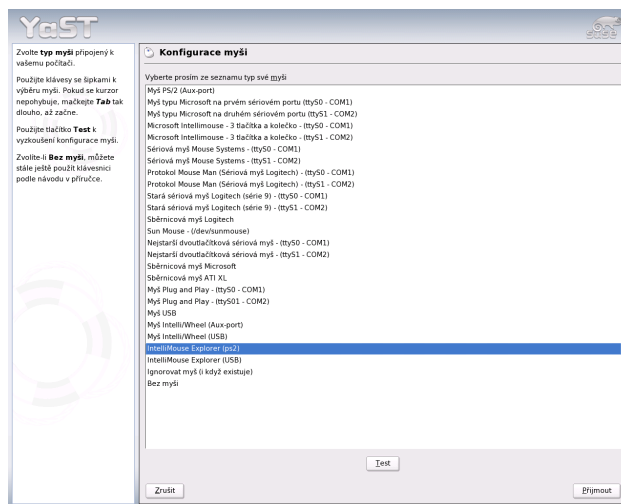 YaST
SUSE
Zvolte typ myši připojený k
vašemu počítači.
Použijte klávesy se šipkami k
výběru myši. Pokud se kurzor
nepohybuje, mačkejte Tab tak
dlouho, až začne.
Použijte tlačítko Test k
vyzkoušení konfigurace myši.
Zvolíte-li Bez myši, můžete
stále ještě použít klávesnici
podle návodu v příručce.
Konfigurace myši
Vyberte prosím ze seznamu typ své myši
Myš PS/2 (Aux-port)
Myš typu Microsoft na prvém sériovém portu (ttyS0 - COM1)
Myš typu Microsoft na druhém sériovém portu (ttyS1 - COM2)
Microsoft Intellimouse - 3 tlačítka a kolečko - (ttyS0 - COM1)
Microsoft Intellimouse - 3 tlačítka a kolečko - (ttyS1 - COM2)
Sériová myš Mouse Systems - (ttyS0 - COM1)
Sériová myš Mouse Systems - (ttyS1 - COM2)
Protokol Mouse Man (Sériová myš Logitech) - (ttyS0 - COM1)
Protokol Mouse Man (Sériová myš Logitech) - (ttyS1 - COM2)
Stará sériová myš Logitech (série 9) - (ttyS0 - COM1)
Stará sériová myš Logitech (série 9) - (ttyS1 - COM2)
Sběrnicová myš Logitech
Sun Mouse - (/dev/sunmouse)
Nejstarší dvoutlačítková sériová myš - (ttyS0 - COM1)
Nejstarší dvoutlačítková sériová myš - (ttyS1 - COM2)
Sběrnicová myš Microsoft
Sběrnicová myš ATI XL
Myš Plug and Play - (ttyS0 - COM1)
Myš Plug and Play - (ttyS01 - COM2)
Myš USB
Myš Intelli/Wheel (Aux-port)
Myš Intelli/Wheel (USB)
IntelliMouse Explorer (ps2)
IntelliMouse Explorer (USB)
Ignorovat myš (i když existuje)
Bez myši
Test
Zrušit
Přijmout